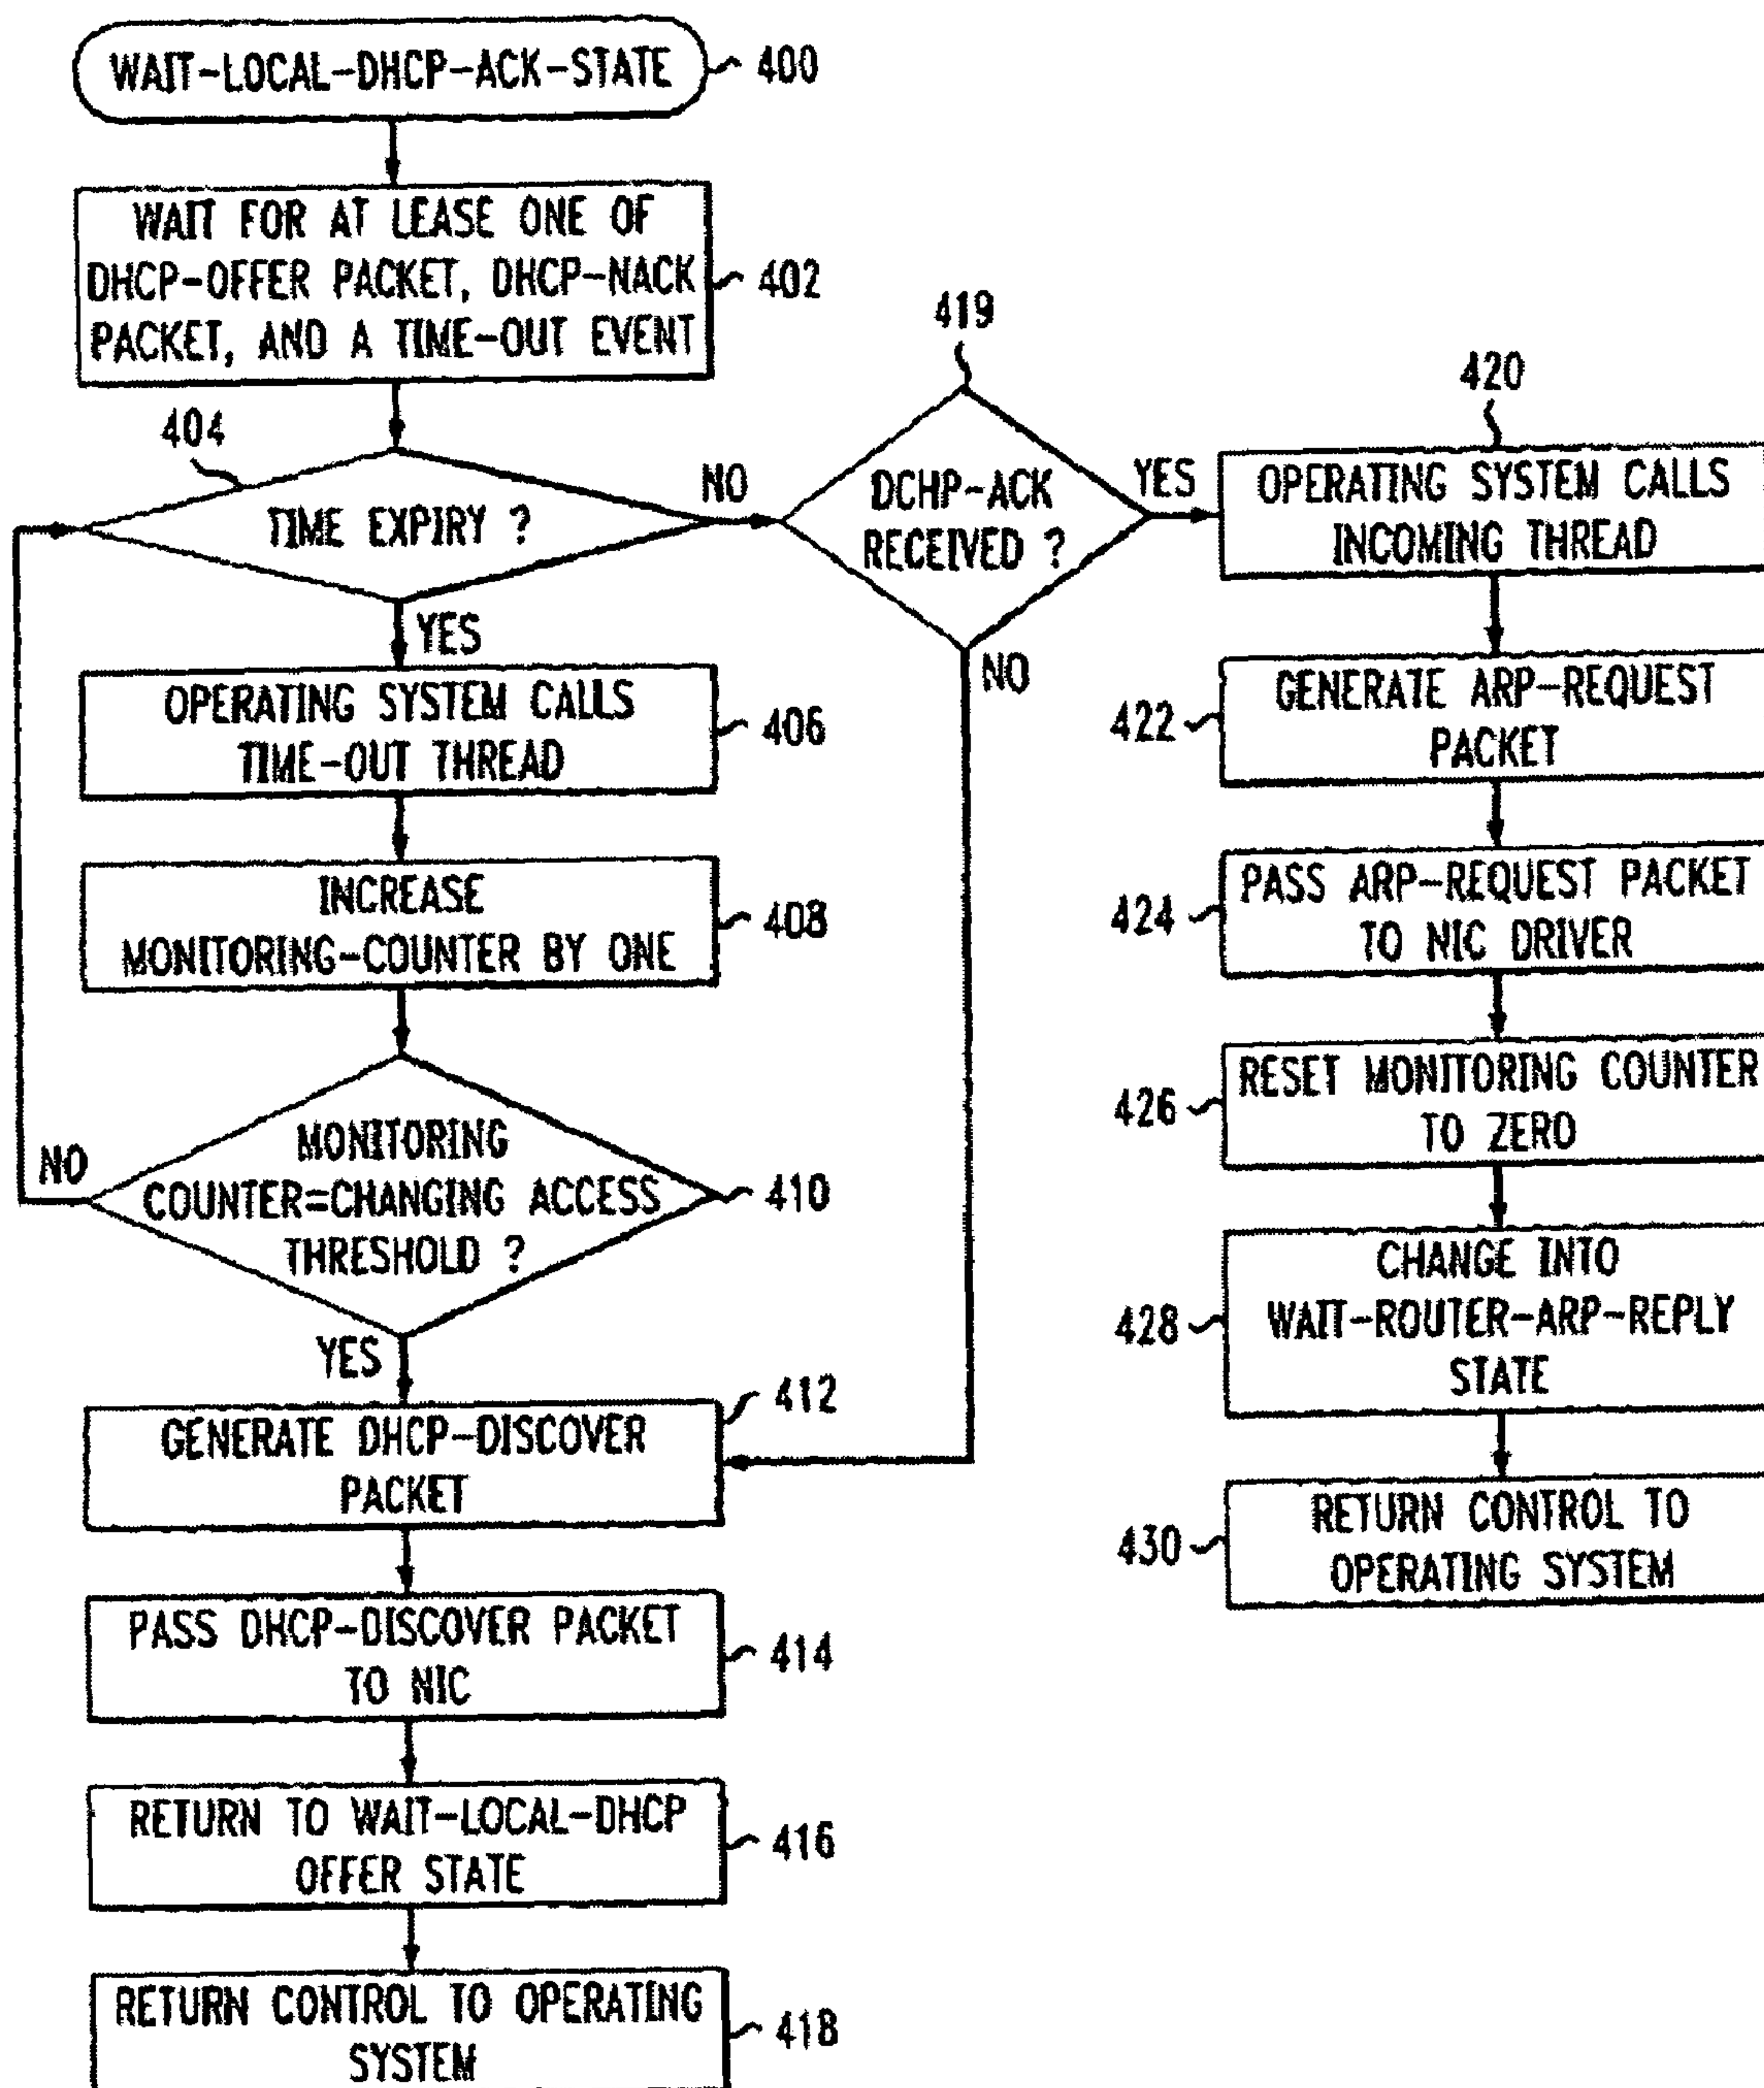 WAIT-LOCAL-DHCP-ACK-STATE
400
WAIT FOR AT LEASE ONE OF
DHCP-OFFER PACKET, DHCP-NACK
PACKET, AND A TIME-OUT EVENT
402
404
TIME EXPIRY ?
NO
YES
419
DCHP-ACK
RECEIVED ?
YES
NO
OPERATING SYSTEM CALLS
TIME-OUT THREAD
406
INCREASE
MONITORING-COUNTER BY ONE
408
MONITORING
COUNTER=CHANGING ACCESS
THRESHOLD ?
410
NO
YES
GENERATE DHCP-DISCOVER
PACKET
412
PASS DHCP-DISCOVER PACKET
TO NIC
414
RETURN TO WAIT-LOCAL-DHCP
OFFER STATE
416
RETURN CONTROL TO OPERATING
SYSTEM
418
420
OPERATING SYSTEM CALLS
INCOMING THREAD
422
GENERATE ARP-REQUEST
PACKET
424
PASS ARP-REQUEST PACKET
TO NIC DRIVER
426
RESET MONITORING COUNTER
TO ZERO
428
CHANGE INTO
WAIT-ROUTER-ARP-REPLY
STATE
430
RETURN CONTROL TO
OPERATING SYSTEM